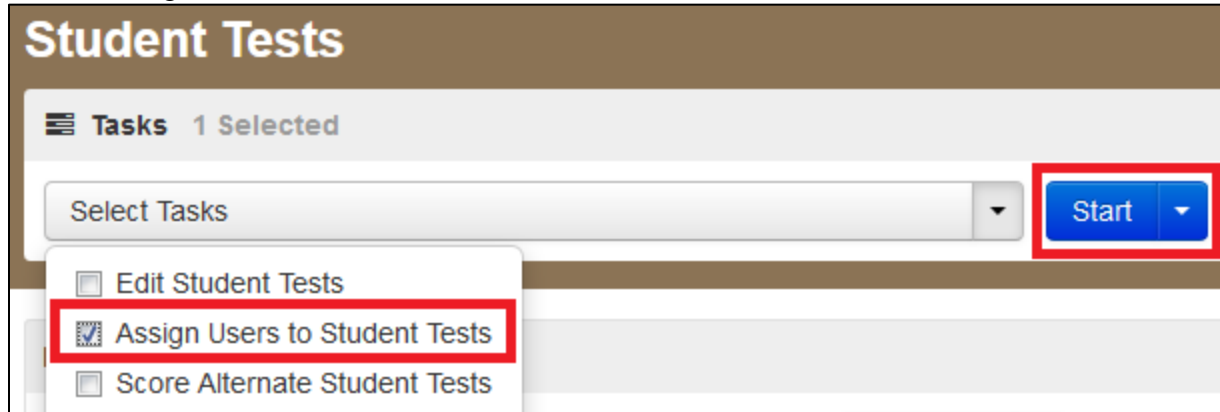 Student Tests
Tasks 1 Selected
Select Tasks Start
Edit Student Tests
Assign Users to Student Tests
Score Alternate Student Tests